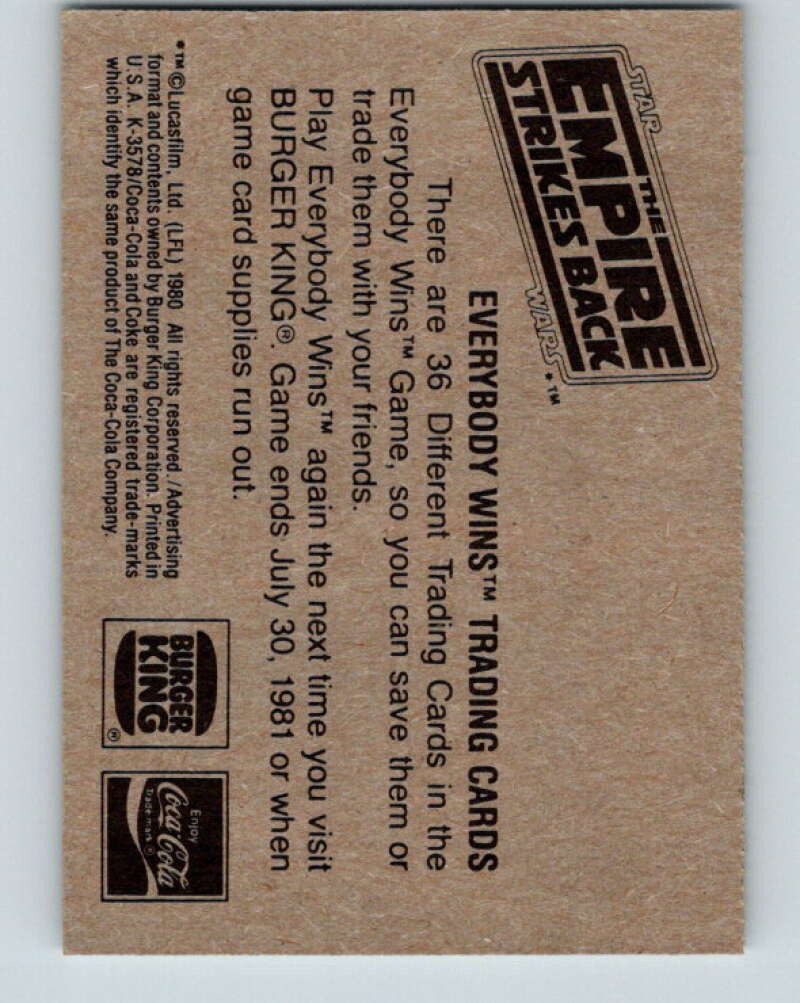 STAR
THE
EMPIRE
STRIKES BACK
WARS *™
EVERYBODY WINS™ TRADING CARDS
There are 36 Different Trading Cards in the
Everybody Wins™ Game, so you can save them or
trade them with your friends.
Play Everybody Wins™ again the next time you visit
BURGER KING®. Game ends July 30, 1981 or when
game card supplies run out.
*™©Lucasfilm, Ltd. (LFL) 1980 All rights reserved./Advertising
format and contents owned by Burger King Corporation. Printed in
U.S.A. K-3578/Coca-Cola and Coke are registered trade-marks
which identify the same product of The Coca-Cola Company.
BURGER
KING
®
Enjoy
Coca-Cola
Trade-mark ®